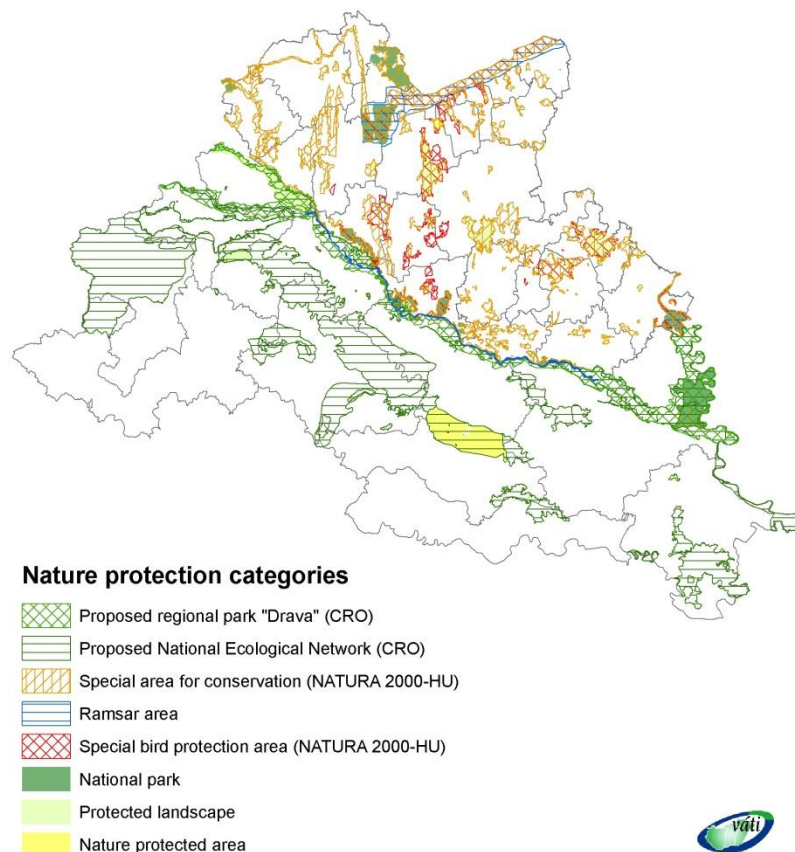 Nature protection categories
Proposed regional park "Drava" (CRO)
Proposed National Ecological Network (CRO)
Special area for conservation (NATURA 2000-HU)
Ramsar area
Special bird protection area (NATURA 2000-HU)
National park
Protected landscape
Nature protected area
váti